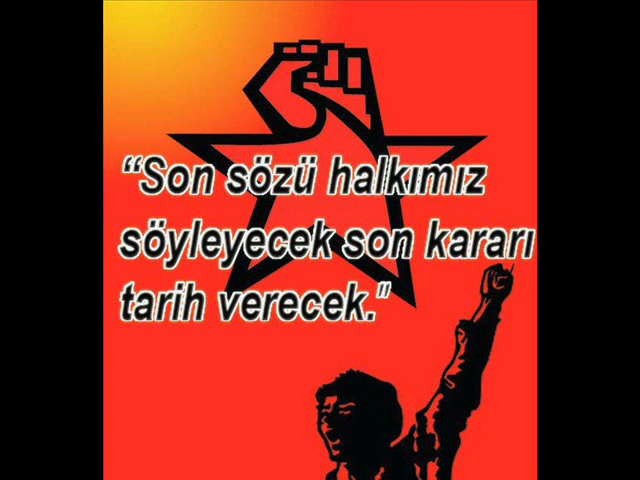 “Son sözü halkımız
söyleyecek son kararı
tarih verecek."